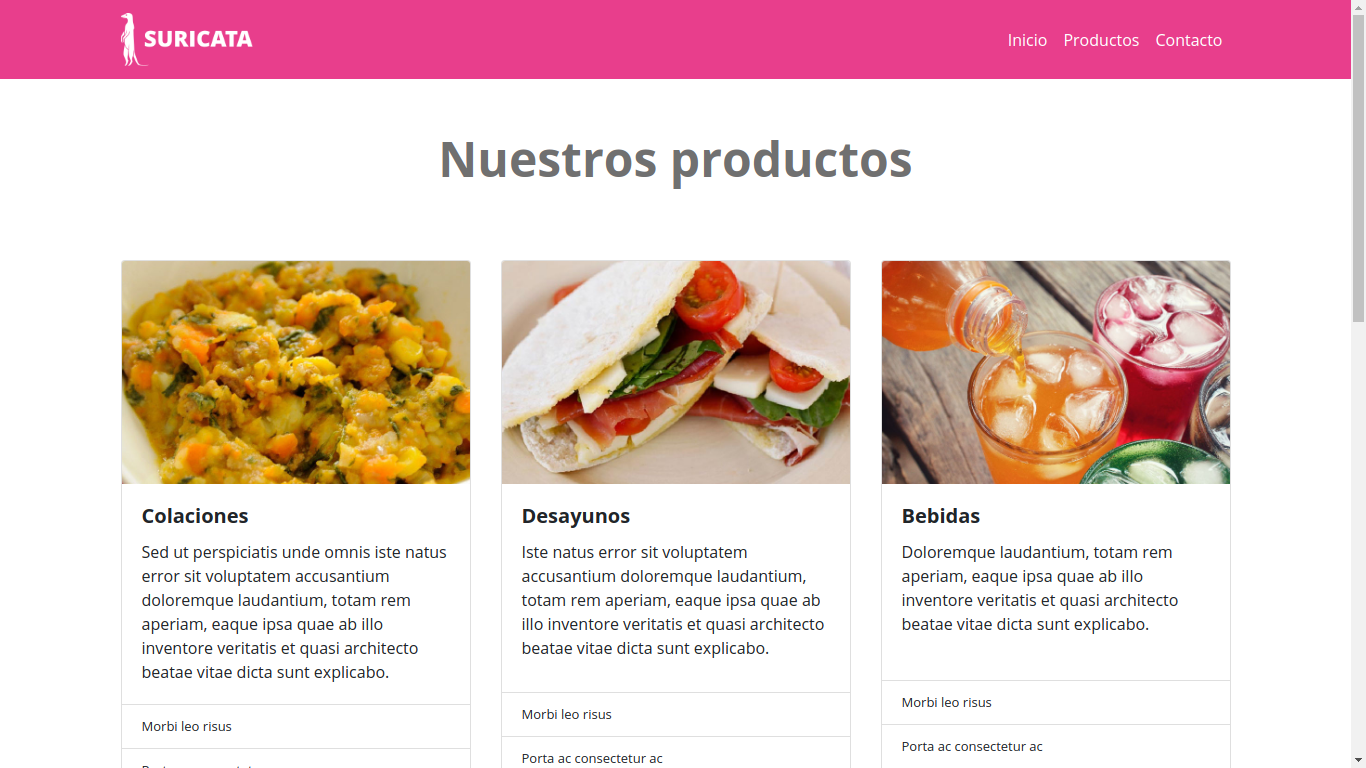 SURICATA
Inicio Productos Contacto
Nuestros productos
Colaciones
Sed ut perspiciatis unde omnis iste natus
error sit voluptatem accusantium
doloremque laudantium, totam rem
aperiam, eaque ipsa quae ab illo
inventore veritatis et quasi architecto
beatae vitae dicta sunt explicabo.
Morbi leo risus
Desayunos
Iste natus error sit voluptatem
accusantium doloremque laudantium,
totam rem aperiam, eaque ipsa quae ab
illo inventore veritatis et quasi architecto
beatae vitae dicta sunt explicabo.
Morbi leo risus
Porta ac consectetur ac
Bebidas
Doloremque laudantium, totam rem
aperiam, eaque ipsa quae ab illo
inventore veritatis et quasi architecto
beatae vitae dicta sunt explicabo.
Morbi leo risus
Porta ac consectetur ac